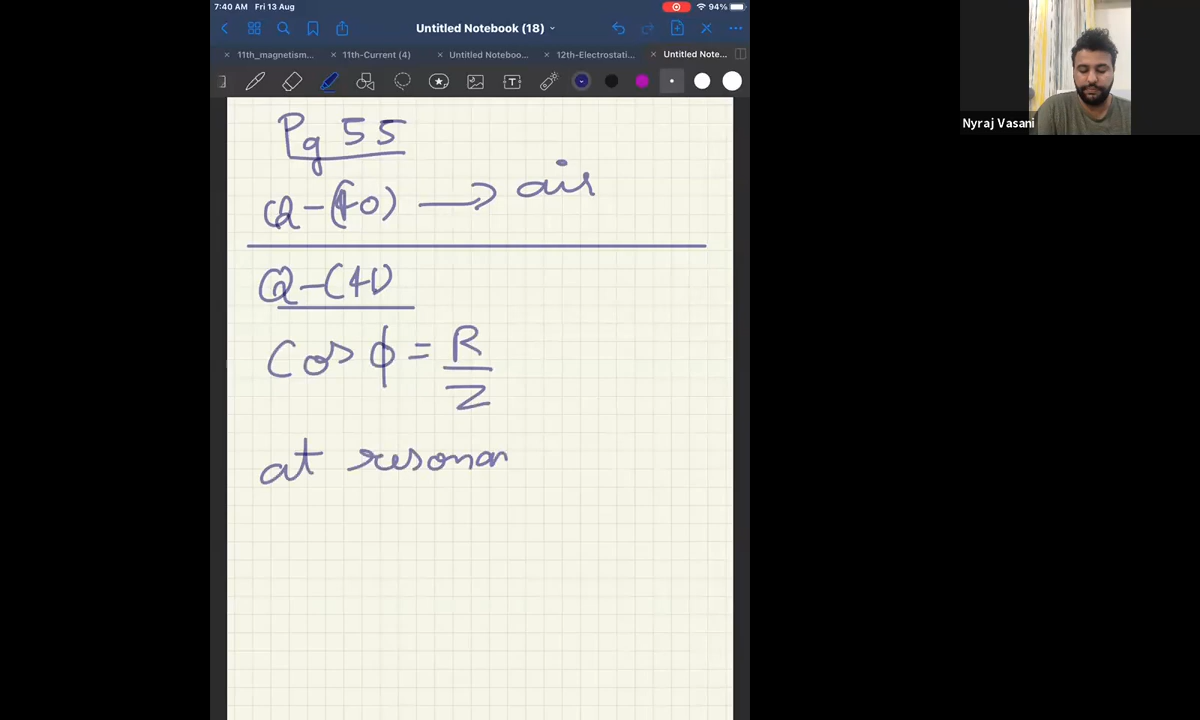 7:40 AM Fri 13 Aug
94%
Untitled Notebook (18)
11th_magnetism...
11th-Current (4)
Untitled Noteboo...
12th-Electrostati...
Untitled Note...
Nyraj Vasani
Pg 55
Q-(40) → air
Q-(41)
Cos ϕ = R/Z
at resonan